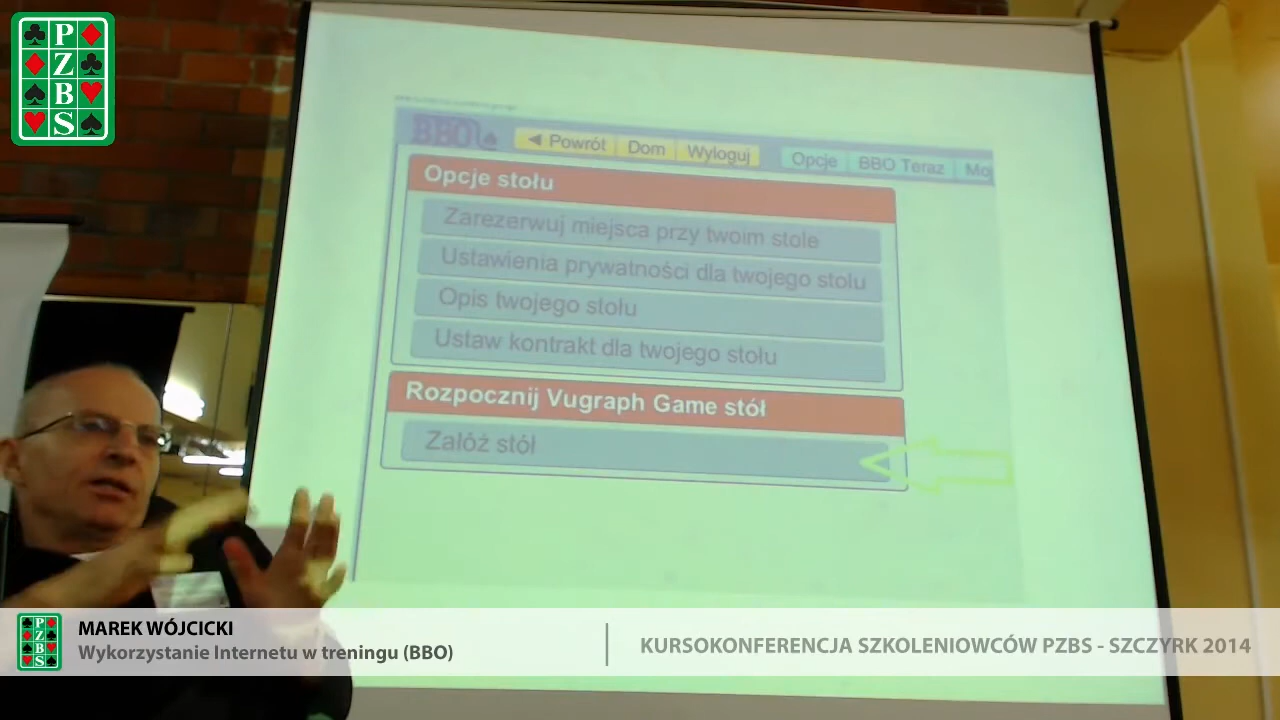 P
Z
B
S
BBO
Powrót Dom Wyloguj Opcje BBO Teraz Mo
Opcje stołu
Zarezerwuj miejsca przy twoim stole
Ustawienia prywatności dla twojego stołu
Opis twojego stołu
Ustaw kontrakt dla twojego stołu
Rozpocznij Vugraph Game stół
Załóż stół
P
Z
B
S
MAREK WÓJCICKI
Wykorzystanie Internetu w treningu (BBO)
KURSOKONFERENCJA SZKOLENIOWCÓW PZBS - SZCZYRK 2014